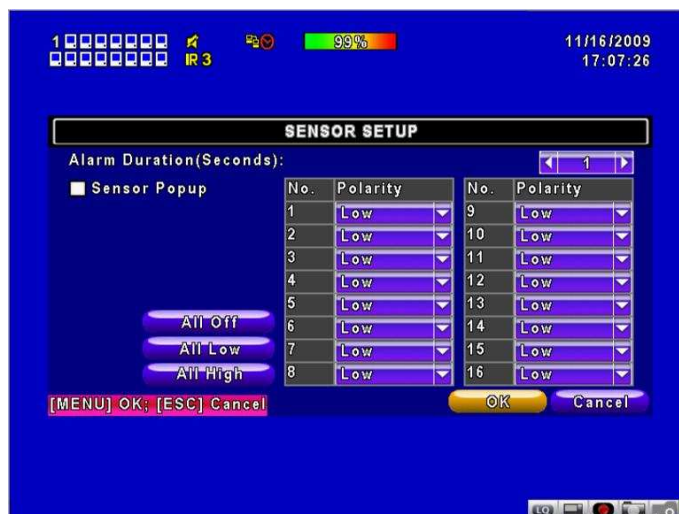 1 99% 11/16/2009
IR 3 17:07:26
SENSOR SETUP
Alarm Duration(Seconds): 1
Sensor Popup No. Polarity No. Polarity
1 Low 9 Low
2 Low 10 Low
3 Low 11 Low
4 Low 12 Low
5 Low 13 Low
All Off 6 Low 14 Low
All Low 7 Low 15 Low
All High 8 Low 16 Low
[MENU] OK; [ESC] Cancel OK Cancel
LQ